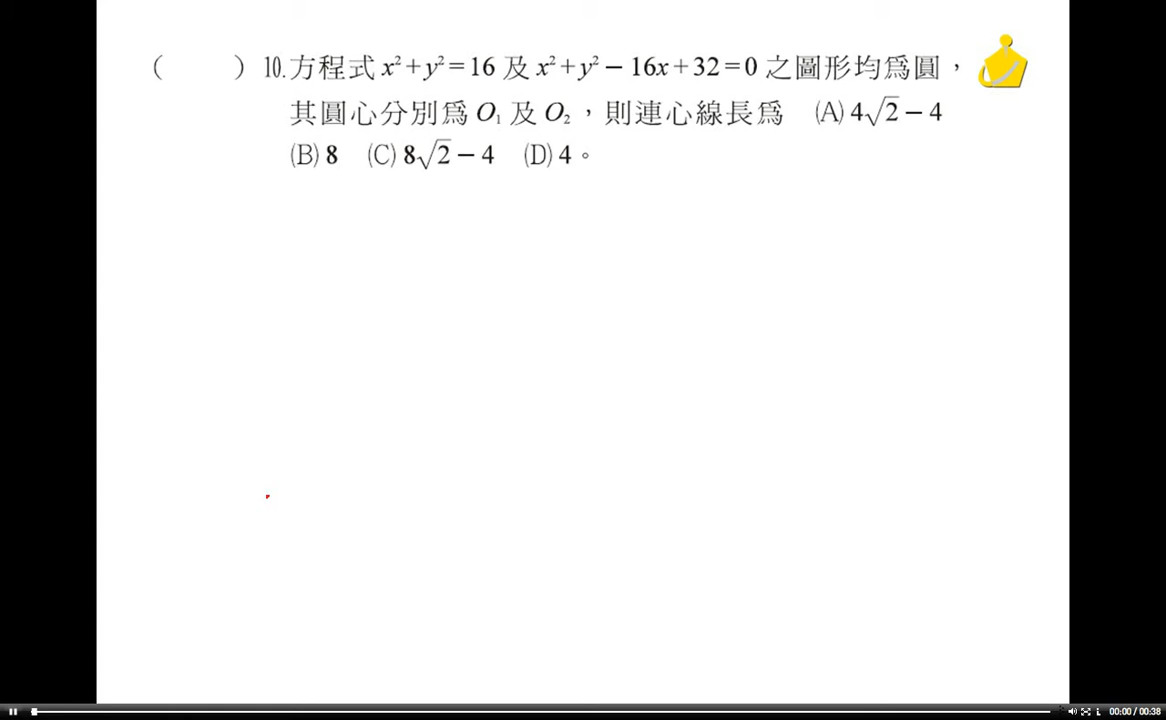 (　　) 10. 方程式 x²+y²=16 及 x²+y²−16x+32=0 之圖形均為圓，
其圓心分別為 O₁ 及 O₂，則連心線長為 (A) 4√2−4
(B) 8 (C) 8√2−4 (D) 4。
00:00 / 00:38